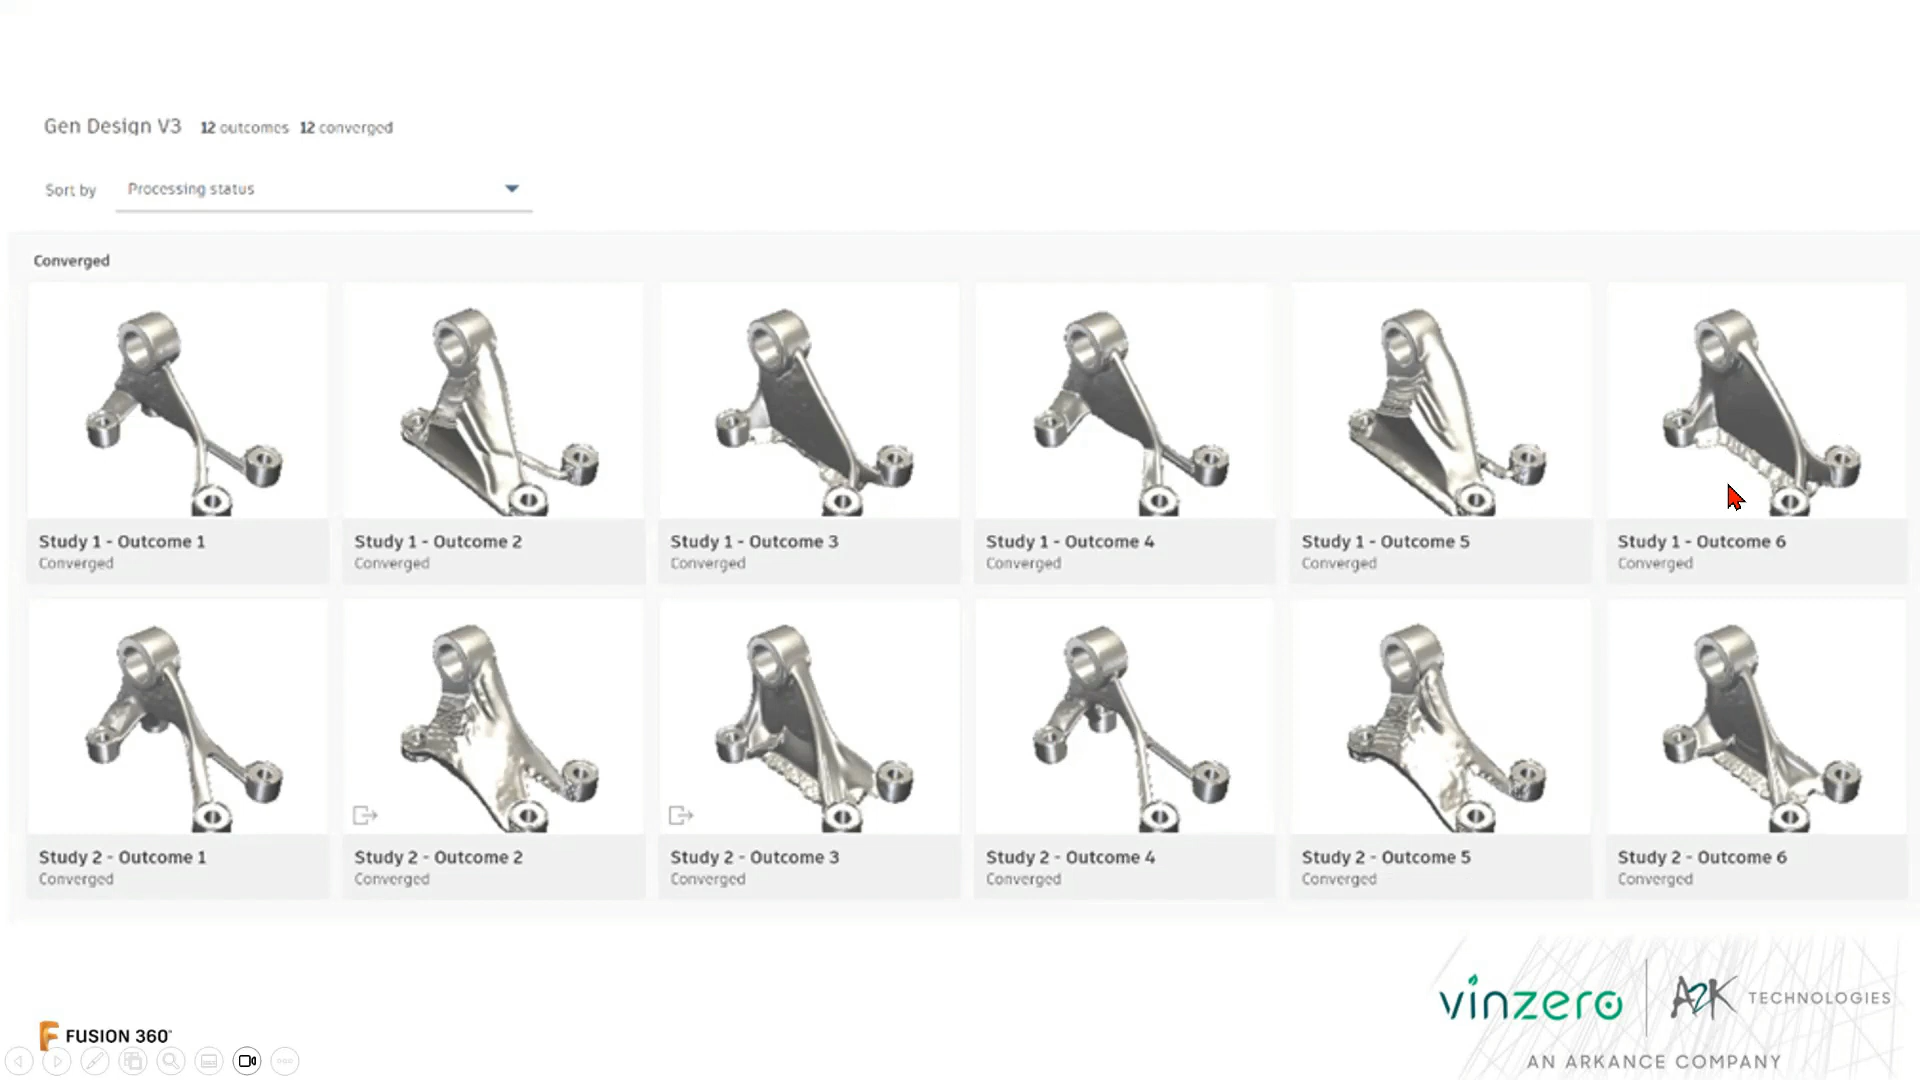 Gen Design V3 12 outcomes 12 converged
Sort by Processing status
Converged
Study 1 - Outcome 1
Converged
Study 1 - Outcome 2
Converged
Study 1 - Outcome 3
Converged
Study 1 - Outcome 4
Converged
Study 1 - Outcome 5
Converged
Study 1 - Outcome 6
Converged
Study 2 - Outcome 1
Converged
Study 2 - Outcome 2
Converged
Study 2 - Outcome 3
Converged
Study 2 - Outcome 4
Converged
Study 2 - Outcome 5
Converged
Study 2 - Outcome 6
Converged
F FUSION 360™
vinzero A2K TECHNOLOGIES
AN ARKANCE COMPANY